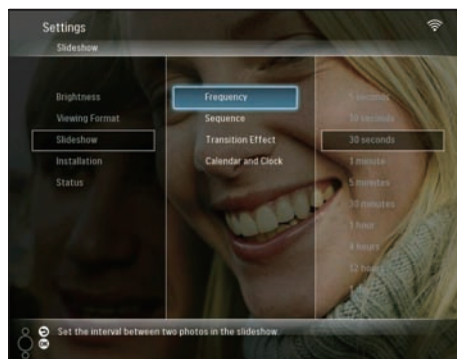 Settings
Slideshow
Brightness
Viewing Format
Slideshow
Installation
Status
Frequency
Sequence
Transition Effect
Calendar and Clock
5 seconds
10 seconds
30 seconds
1 minute
5 minutes
30 minutes
1 hour
4 hours
12 hours
Set the interval between two photos in the slideshow.
OK